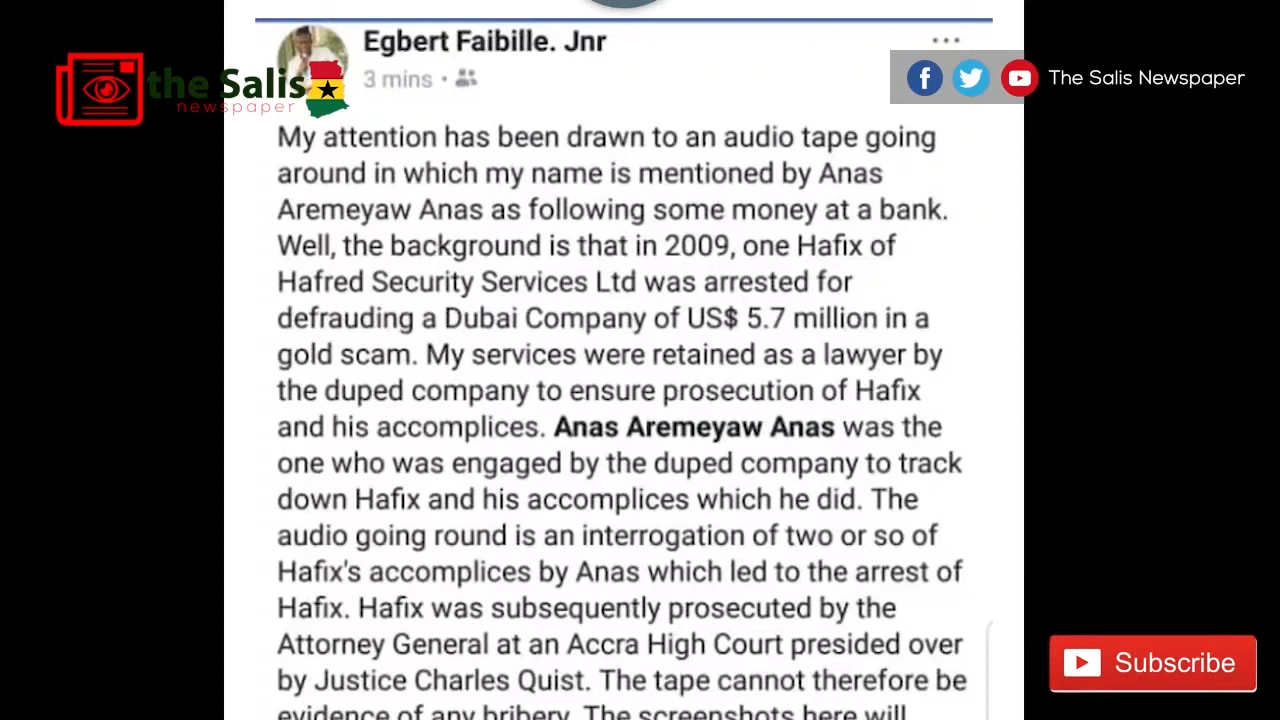 Egbert Faibille. Jnr
3 mins
the Salis
newspaper
The Salis Newspaper
My attention has been drawn to an audio tape going
around in which my name is mentioned by Anas
Aremeyaw Anas as following some money at a bank.
Well, the background is that in 2009, one Hafix of
Hafred Security Services Ltd was arrested for
defrauding a Dubai Company of US$ 5.7 million in a
gold scam. My services were retained as a lawyer by
the duped company to ensure prosecution of Hafix
and his accomplices. Anas Aremeyaw Anas was the
one who was engaged by the duped company to track
down Hafix and his accomplices which he did. The
audio going round is an interrogation of two or so of
Hafix's accomplices by Anas which led to the arrest of
Hafix. Hafix was subsequently prosecuted by the
Attorney General at an Accra High Court presided over
by Justice Charles Quist. The tape cannot therefore be
evidence of any bribery. The screenshots here will
Subscribe